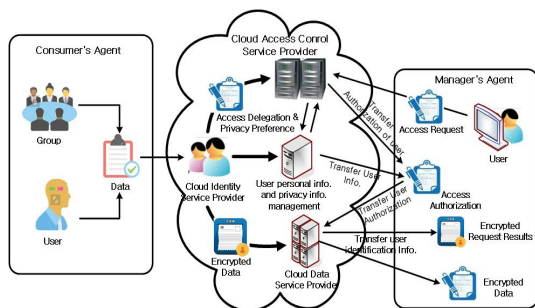 Consumer's Agent
Group
Data
User
Cloud Access Conrol
Service Provider
Access Delegation &
Privacy Preference
Cloud Identity
Service Provider
User personal info.
and privacy info.
management
Encrypted
Data
Cloud Data
Service Provider
Transfer
Authorization of user
Transfer User
Info.
Transfer User
Authorization
Transfer user
identification Info.
Manager's Agent
Access Request
User
Access
Authorization
Encrypted
Request Results
Encrypted Data